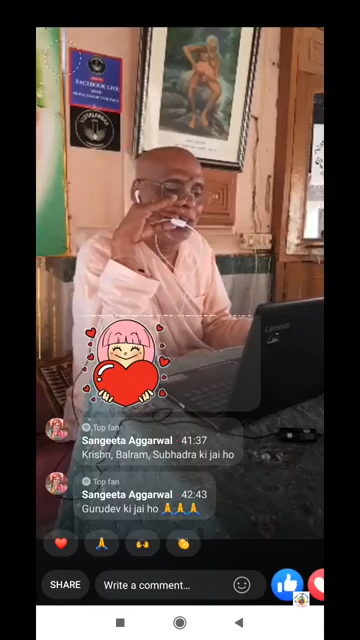 FACEBOOK LIVE
Lenovo
Top fan
Sangeeta Aggarwal · 41:37
Krishn, Balram, Subhadra ki jai ho
Top fan
Sangeeta Aggarwal · 42:43
Gurudev ki jai ho 🙏🙏🙏
SHARE
Write a comment...